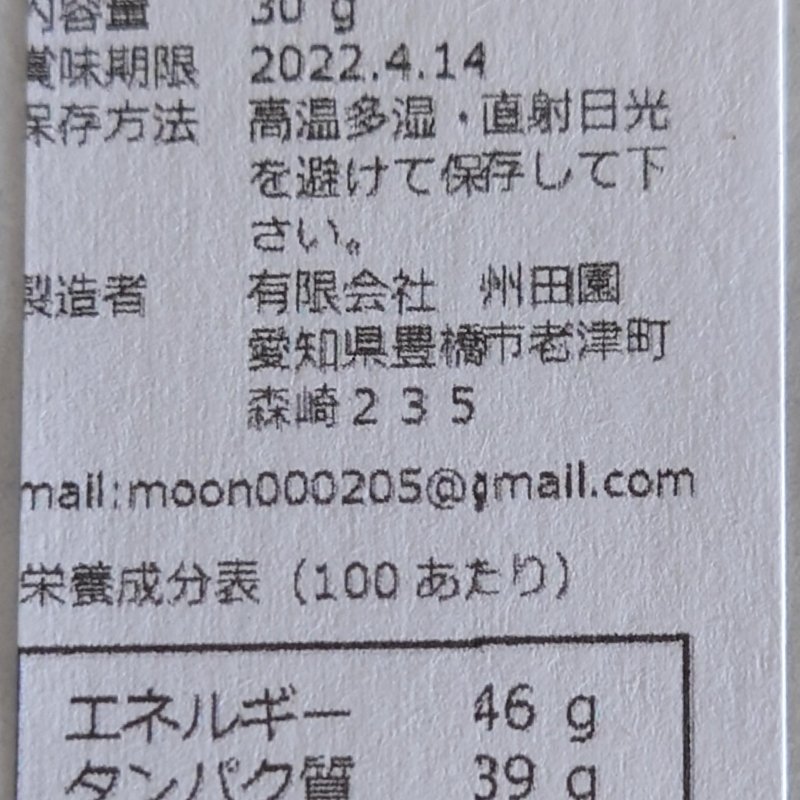 内容量 30 g
賞味期限 2022.4.14
保存方法 高温多湿・直射日光
を避けて保存して下
さい。
製造者 有限会社 州田園
愛知県豊橋市老津町
森崎２３５
mail:moon000205@gmail.com
栄養成分表（100 あたり）
エネルギー 46 g
タンパク質 39 g